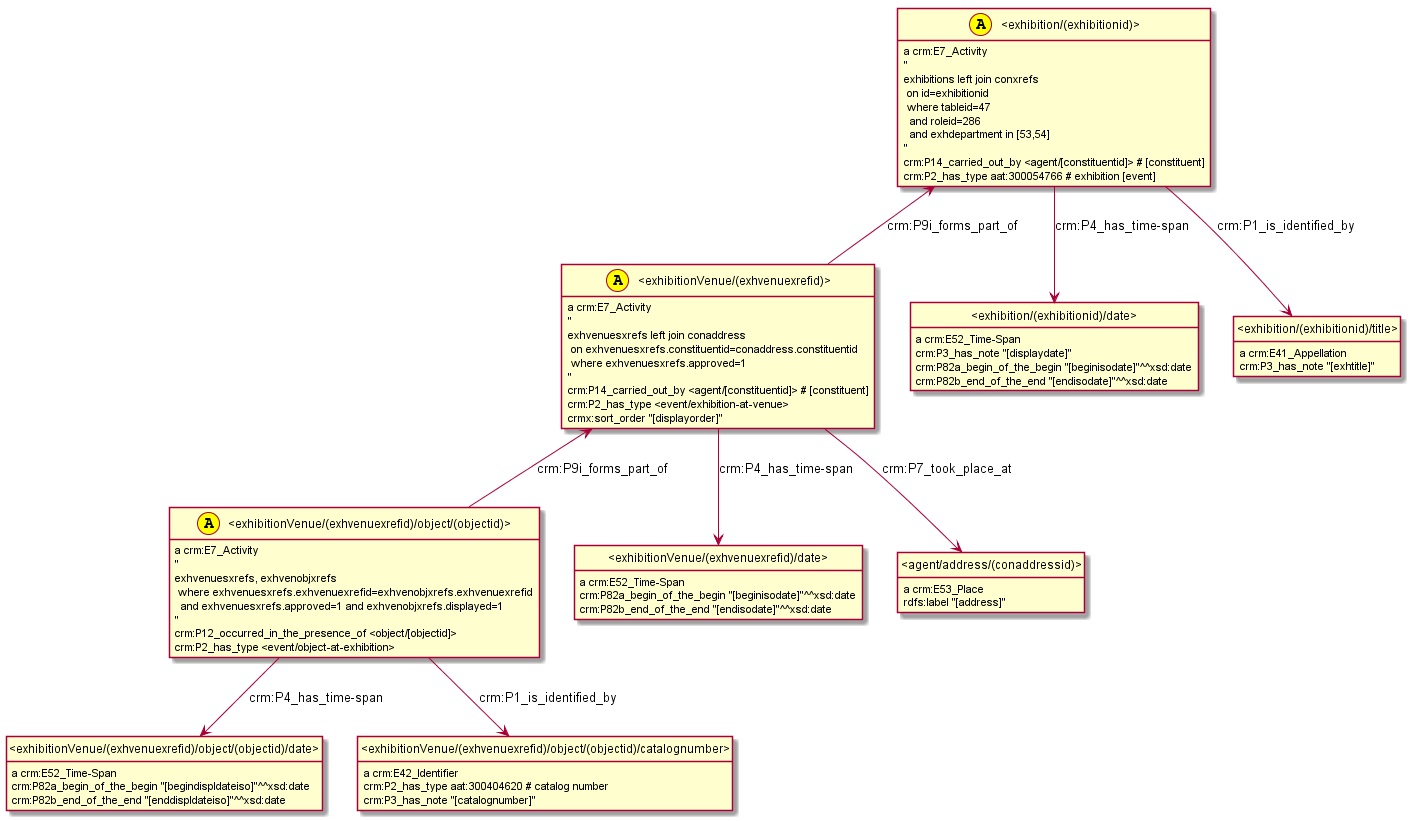 A <exhibition/(exhibitionid)>
a crm:E7_Activity
"
exhibitions left join conxrefs
on id=exhibitionid
where tableid=47
and roleid=286
and exhdepartment in [53,54]
"
crm:P14_carried_out_by <agent/[constituentid]> # [constituent]
crm:P2_has_type aat:300054766 # exhibition [event]
crm:P9i_forms_part_of
crm:P4_has_time-span
crm:P1_is_identified_by
A <exhibitionVenue/(exhvenuexrefid)>
a crm:E7_Activity
"
exhvenuesxrefs left join conaddress
on exhvenuesxrefs.constituentid=conaddress.constituentid
where exhvenuesxrefs.approved=1
"
crm:P14_carried_out_by <agent/[constituentid]> # [constituent]
crm:P2_has_type <event/exhibition-at-venue>
crmx:sort_order "[displayorder]"
<exhibition/(exhibitionid)/date>
a crm:E52_Time-Span
crm:P3_has_note "[displaydate]"
crm:P82a_begin_of_the_begin "[beginisodate]"^^xsd:date
crm:P82b_end_of_the_end "[endisodate]"^^xsd:date
<exhibition/(exhibitionid)/title>
a crm:E41_Appellation
crm:P3_has_note "[exhtitle]"
crm:P9i_forms_part_of
crm:P4_has_time-span
crm:P7_took_place_at
A <exhibitionVenue/(exhvenuexrefid)/object/(objectid)>
a crm:E7_Activity
"
exhvenuesxrefs, exhvenobjxrefs
where exhvenuesxrefs.exhvenuexrefid=exhvenobjxrefs.exhvenuexrefid
and exhvenuesxrefs.approved=1 and exhvenobjxrefs.displayed=1
"
crm:P12_occurred_in_the_presence_of <object/[objectid]>
crm:P2_has_type <event/object-at-exhibition>
<exhibitionVenue/(exhvenuexrefid)/date>
a crm:E52_Time-Span
crm:P82a_begin_of_the_begin "[beginisodate]"^^xsd:date
crm:P82b_end_of_the_end "[endisodate]"^^xsd:date
<agent/address/(conaddressid)>
a crm:E53_Place
rdfs:label "[address]"
crm:P4_has_time-span
crm:P1_is_identified_by
<exhibitionVenue/(exhvenuexrefid)/object/(objectid)/date>
a crm:E52_Time-Span
crm:P82a_begin_of_the_begin "[begindispldateiso]"^^xsd:date
crm:P82b_end_of_the_end "[enddispldateiso]"^^xsd:date
<exhibitionVenue/(exhvenuexrefid)/object/(objectid)/catalognumber>
a crm:E42_Identifier
crm:P2_has_type aat:300404620 # catalog number
crm:P3_has_note "[catalognumber]"